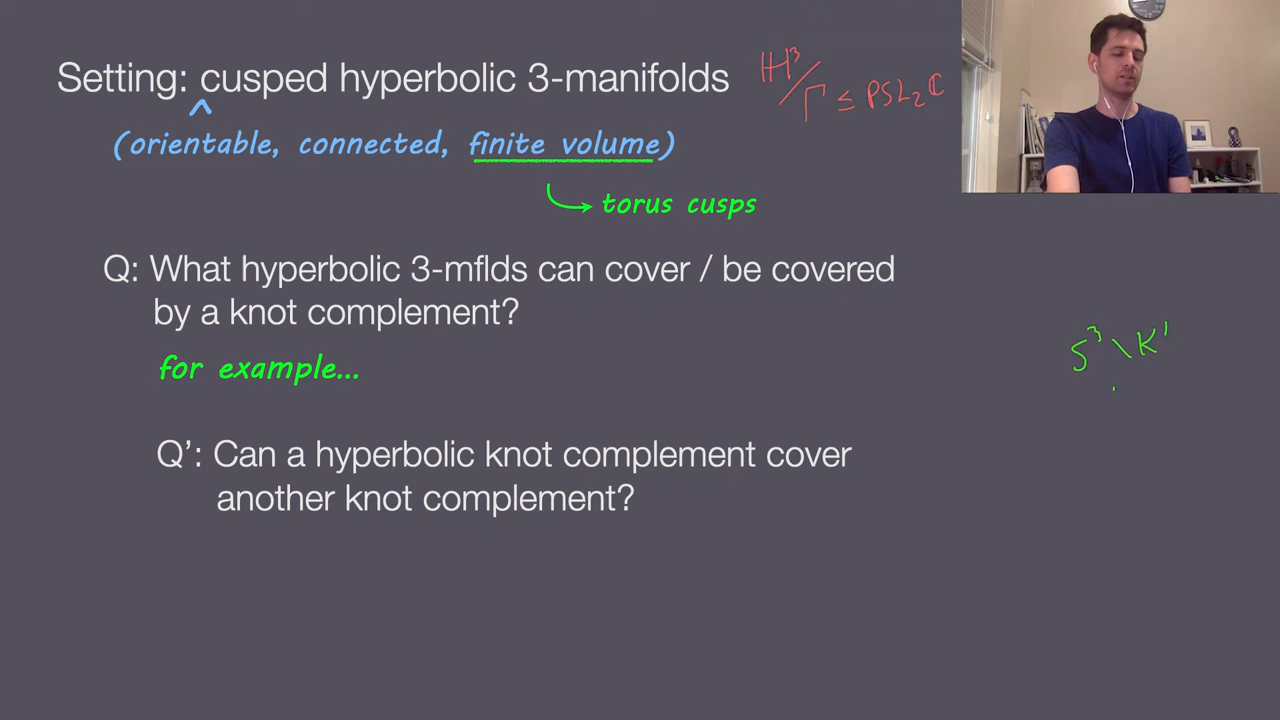 Setting: cusped hyperbolic 3-manifolds
H³/Γ ≤ PSL₂ℂ
^
(orientable, connected, finite volume)
torus cusps
Q: What hyperbolic 3-mflds can cover / be covered
by a knot complement?
S³ \ K'
for example...
Q’: Can a hyperbolic knot complement cover
another knot complement?